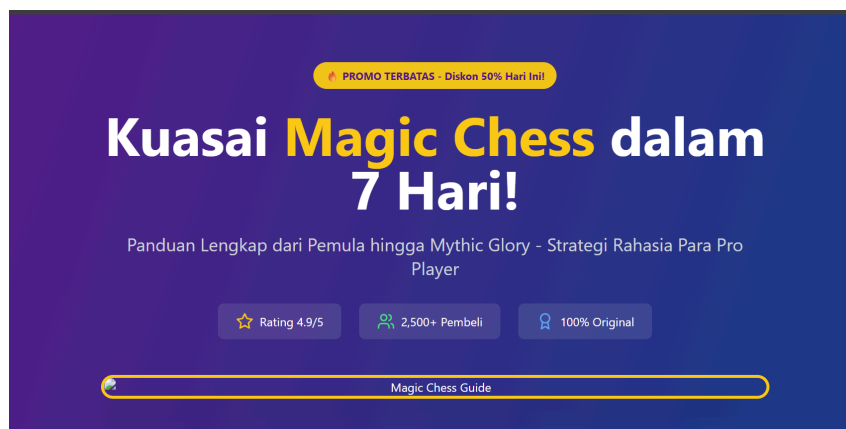 🔥 PROMO TERBATAS - Diskon 50% Hari Ini!
Kuasai Magic Chess dalam
7 Hari!
Panduan Lengkap dari Pemula hingga Mythic Glory - Strategi Rahasia Para Pro
Player
Rating 4.9/5
2,500+ Pembeli
100% Original
Magic Chess Guide